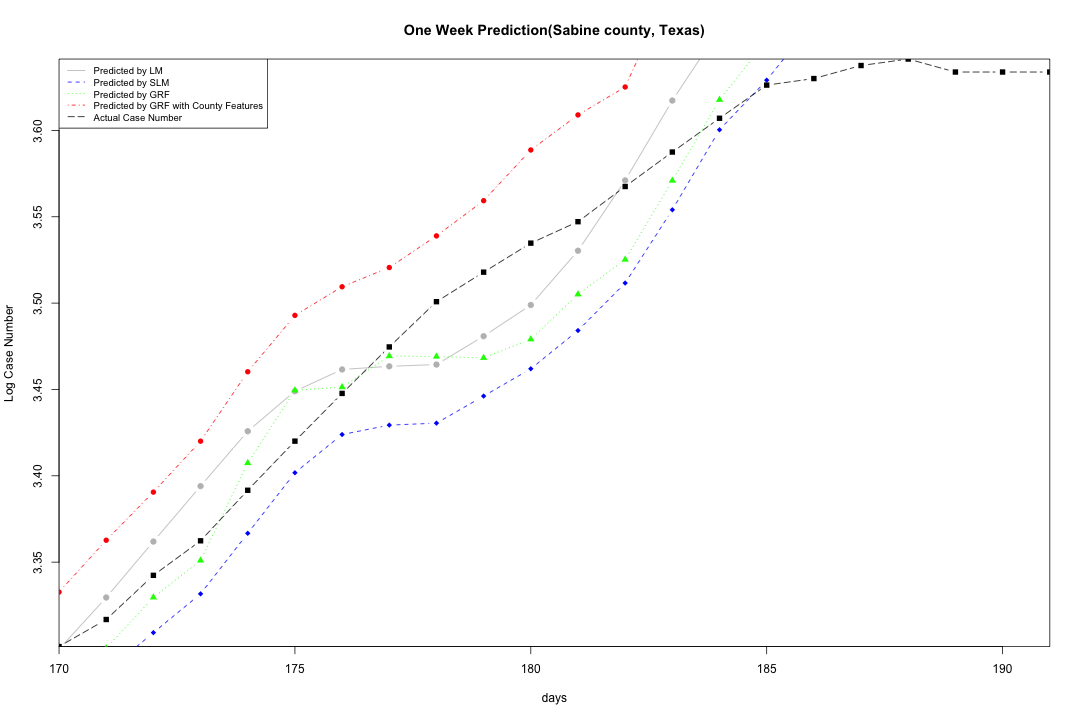 One Week Prediction(Sabine county, Texas)
Predicted by LM
Predicted by SLM
Predicted by GRF
Predicted by GRF with County Features
Actual Case Number
Log Case Number
3.60
3.55
3.50
3.45
3.40
3.35
170 175 180 185 190
days